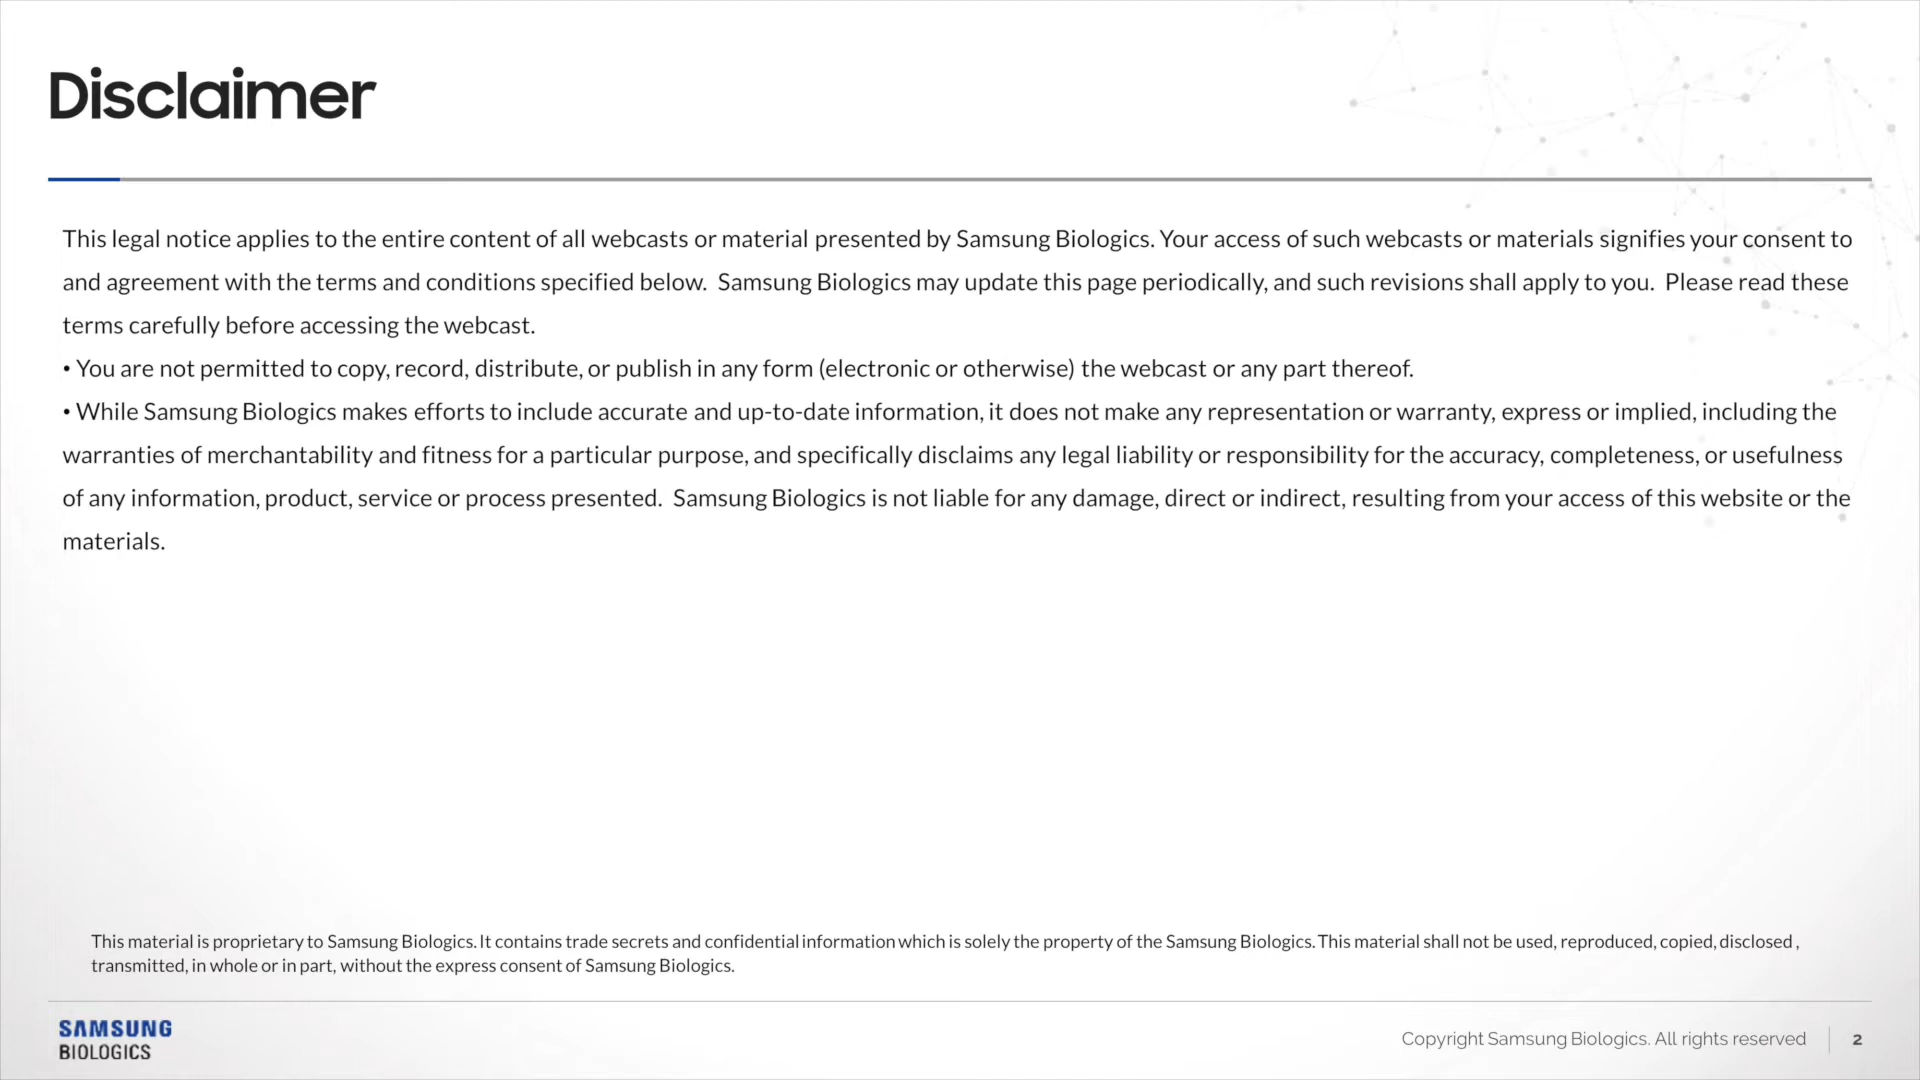 Disclaimer
This legal notice applies to the entire content of all webcasts or material presented by Samsung Biologics. Your access of such webcasts or materials signifies your consent to
and agreement with the terms and conditions specified below.  Samsung Biologics may update this page periodically, and such revisions shall apply to you.  Please read these
terms carefully before accessing the webcast.
• You are not permitted to copy, record, distribute, or publish in any form (electronic or otherwise) the webcast or any part thereof.
• While Samsung Biologics makes efforts to include accurate and up-to-date information, it does not make any representation or warranty, express or implied, including the
warranties of merchantability and fitness for a particular purpose, and specifically disclaims any legal liability or responsibility for the accuracy, completeness, or usefulness
of any information, product, service or process presented.  Samsung Biologics is not liable for any damage, direct or indirect, resulting from your access of this website or the
materials.
This material is proprietary to Samsung Biologics. It contains trade secrets and confidential information which is solely the property of the Samsung Biologics. This material shall not be used, reproduced, copied, disclosed ,
transmitted, in whole or in part, without the express consent of Samsung Biologics.
SAMSUNG
BIOLOGICS
Copyright Samsung Biologics. All rights reserved
2